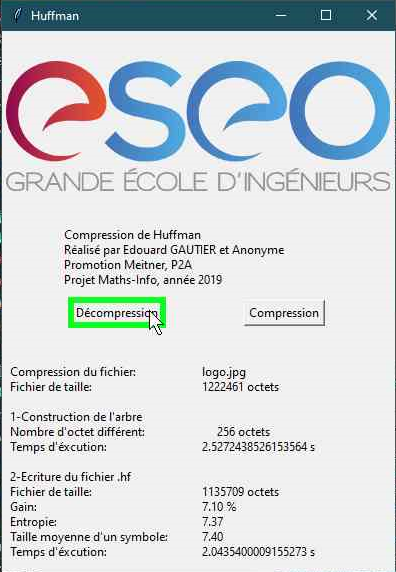 Huffman
eseo
GRANDE ÉCOLE D'INGÉNIEURS
Compression de Huffman
Réalisé par Edouard GAUTIER et Anonyme
Promotion Meitner, P2A
Projet Maths-Info, année 2019
Décompression Compression
Compression du fichier: logo.jpg
Fichier de taille: 1222461 octets
1-Construction de l'arbre
Nombre d'octet différent: 256 octets
Temps d'éxcution: 2.5272438526153564 s
2-Ecriture du fichier .hf
Fichier de taille: 1135709 octets
Gain: 7.10 %
Entropie: 7.37
Taille moyenne d'un symbole: 7.40
Temps d'éxcution: 2.0435400009155273 s